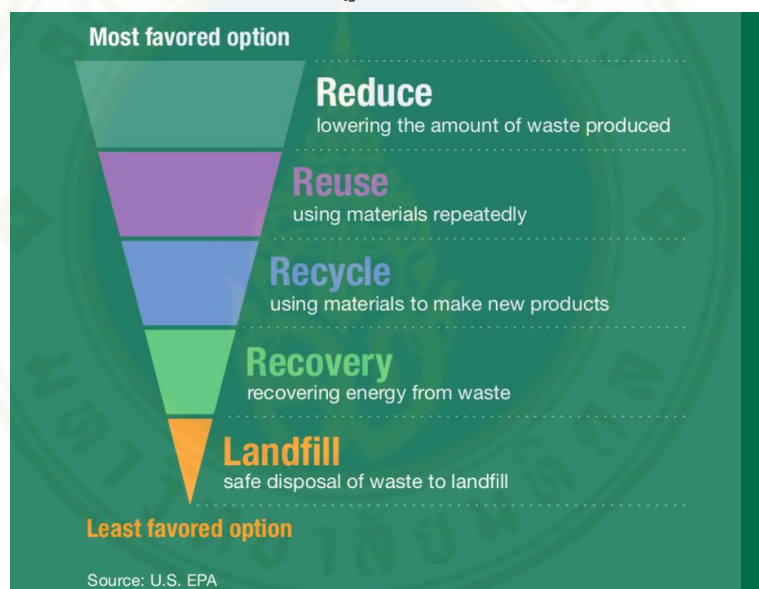 Most favored option
Reduce
lowering the amount of waste produced
Reuse
using materials repeatedly
Recycle
using materials to make new products
Recovery
recovering energy from waste
Landfill
safe disposal of waste to landfill
Least favored option
Source: U.S. EPA